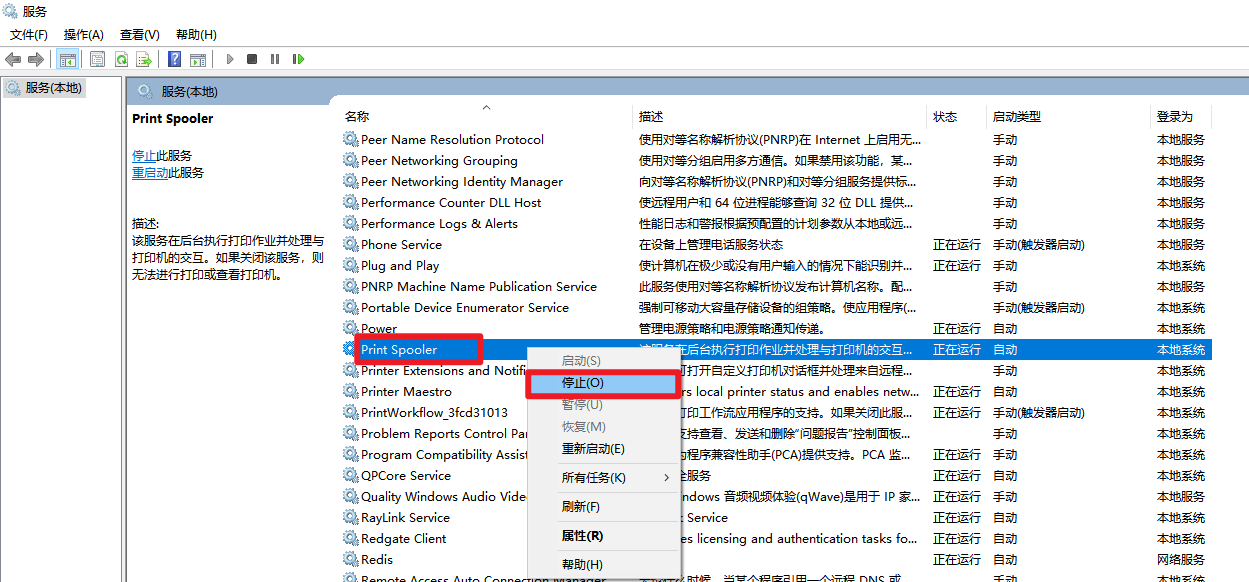 服务
文件(F) 操作(A) 查看(V) 帮助(H)
服务(本地)
服务(本地)
Print Spooler
停止此服务
重启动此服务
描述:
该服务在后台执行打印作业并处理与
打印机的交互。如果关闭该服务，则
无法进行打印或查看打印机。
名称 描述 状态 启动类型 登录为
Peer Name Resolution Protocol 使用对等名称解析协议(PNRP)在 Internet 上启用无... 手动 本地服务
Peer Networking Grouping 使用对等分组启用多方通信。如果禁用该功能，某... 手动 本地服务
Peer Networking Identity Manager 向对等名称解析协议(PNRP)和对等分组服务提供标... 手动 本地服务
Performance Counter DLL Host 使远程用户和 64 位进程能够查询 32 位 DLL 提供... 手动 本地服务
Performance Logs & Alerts 性能日志和警报根据预配置的计划参数从本地或远... 手动 本地服务
Phone Service 在设备上管理电话服务状态 正在运行 手动(触发器启动) 本地服务
Plug and Play 使计算机在极少或没有用户输入的情况下能识别并... 正在运行 手动 本地系统
PNRP Machine Name Publication Service 此服务使用对等名称解析协议发布计算机名称。配... 手动 本地服务
Portable Device Enumerator Service 强制可移动大容量存储设备的组策略。使应用程序(... 手动(触发器启动) 本地系统
Power 管理电源策略和电源策略通知传递。 正在运行 自动 本地系统
Print Spooler 该服务在后台执行打印作业并处理与打印机的交互... 正在运行 自动 本地系统
Printer Extensions and Notifi 可打开自定义打印机对话框并处理来自远程... 手动 本地系统
Printer Maestro rs local printer status and enables netw... 正在运行 自动 本地系统
PrintWorkflow_3fcd31013 打印工作流应用程序的支持。如果关闭此服... 正在运行 手动(触发器启动) 本地系统
Problem Reports Control Pan 支持查看、发送和删除"问题报告"控制面板... 手动 本地系统
Program Compatibility Assist 为程序兼容性助手(PCA)提供支持。PCA 监... 正在运行 自动 本地系统
QPCore Service 全服务 正在运行 自动 本地系统
Quality Windows Audio Vide ndows 音频视频体验(qWave)是用于 IP 家... 正在运行 手动 本地服务
RayLink Service Service 正在运行 自动 本地系统
Redgate Client es licensing and authentication tasks fo... 正在运行 自动 本地系统
Redis 正在运行 自动 网络服务
Remote Access Auto Connection Manager 时候，当某个程序引用一个远程 DNS 或 手动 本地系统
启动(S)
停止(O)
暂停(U)
恢复(M)
重新启动(E)
所有任务(K)
刷新(F)
属性(R)
帮助(H)